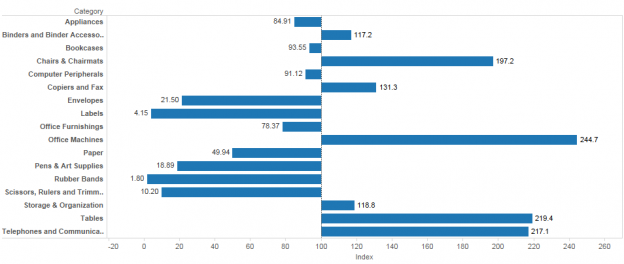 Category
Appliances 84.91
Binders and Binder Accesso.. 117.2
Bookcases 93.55
Chairs & Chairmats 197.2
Computer Peripherals 91.12
Copiers and Fax 131.3
Envelopes 21.50
Labels 4.15
Office Furnishings 78.37
Office Machines 244.7
Paper 49.94
Pens & Art Supplies 18.89
Rubber Bands 1.80
Scissors, Rulers and Trimm.. 10.20
Storage & Organization 118.8
Tables 219.4
Telephones and Communica.. 217.1
-20 0 20 40 60 80 100 120 140 160 180 200 220 240 260
Index